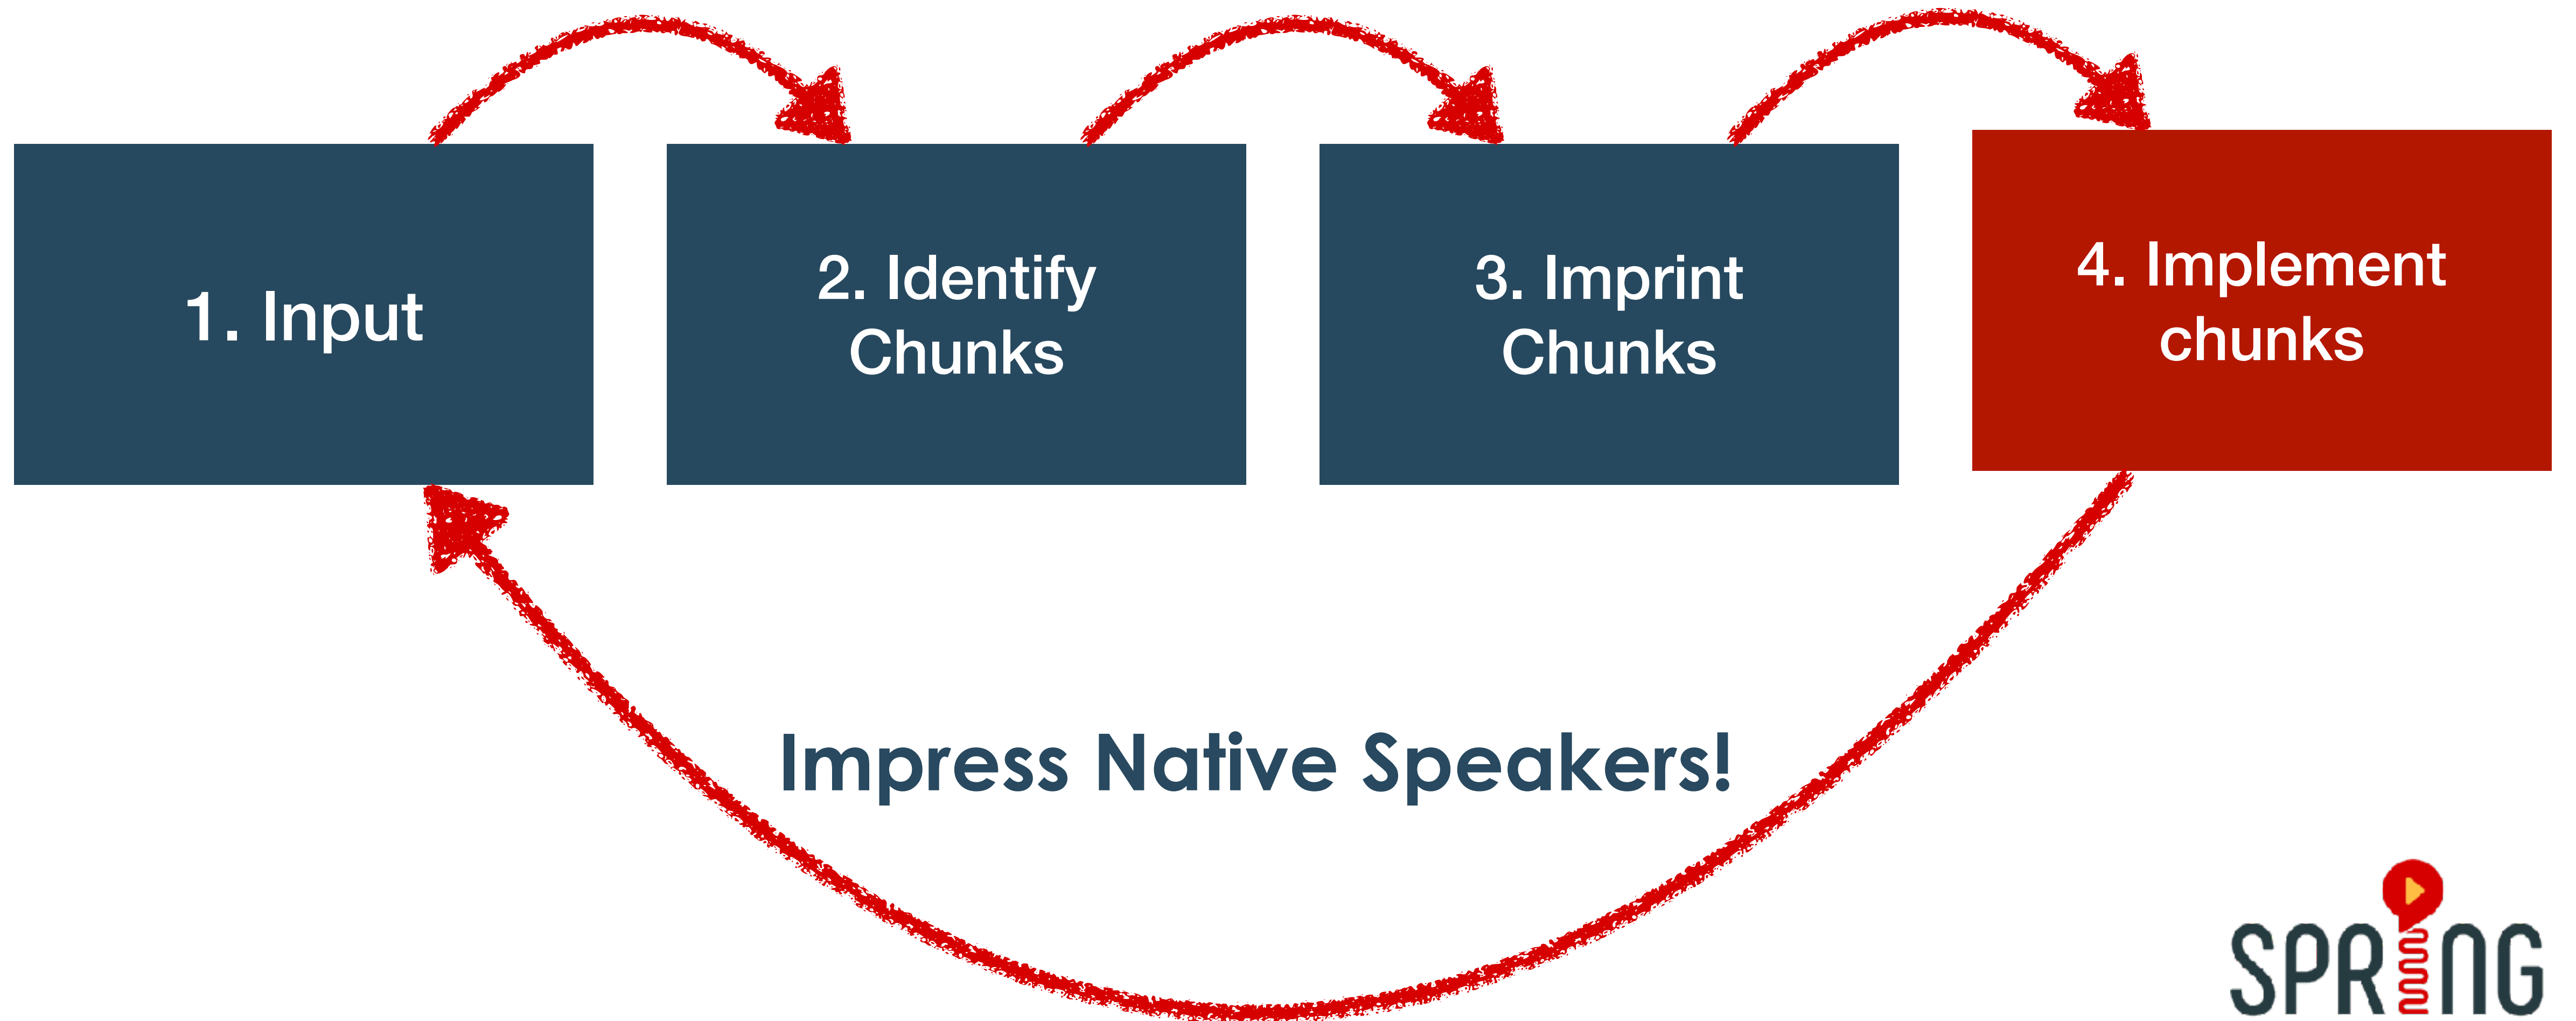 1. Input
2. Identify
Chunks
3. Imprint
Chunks
4. Implement
chunks
Impress Native Speakers!
SPRING